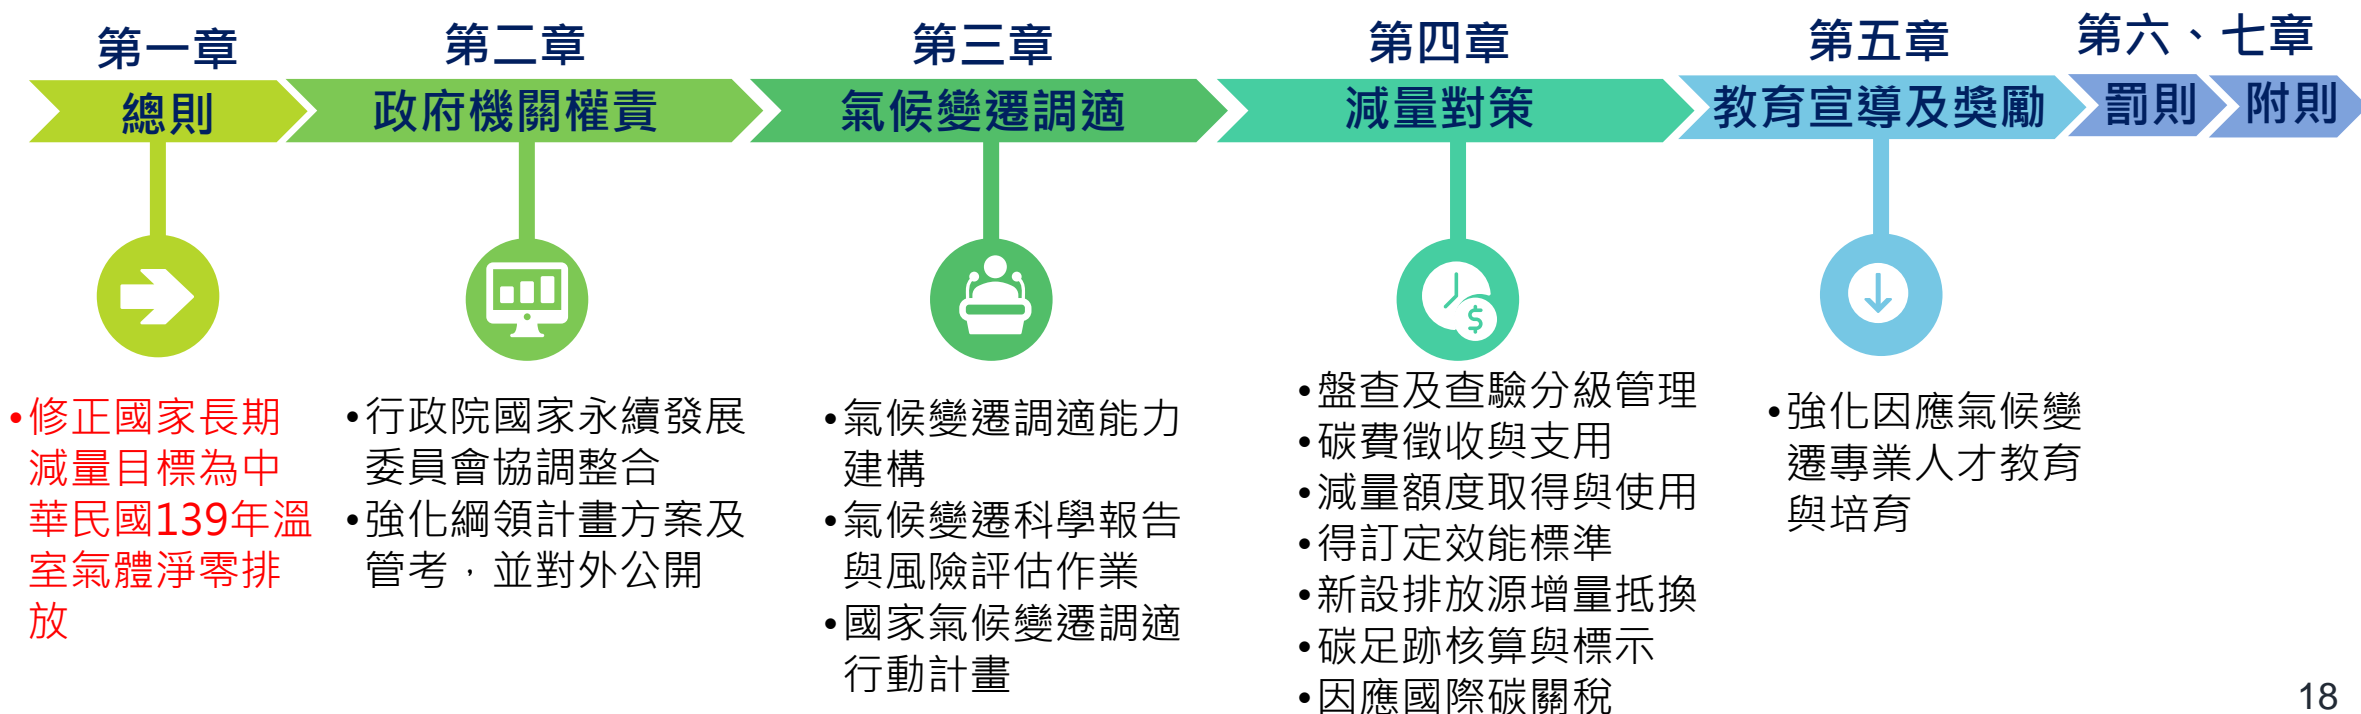 第一章
總則
•修正國家長期
減量目標為中
華民國139年溫
室氣體淨零排
放
第二章
政府機關權責
•行政院國家永續發展
委員會協調整合
•強化綱領計畫方案及
管考，並對外公開
第三章
氣候變遷調適
•氣候變遷調適能力
建構
•氣候變遷科學報告
與風險評估作業
•國家氣候變遷調適
行動計畫
第四章
減量對策
$
•盤查及查驗分級管理
•碳費徵收與支用
•減量額度取得與使用
•得訂定效能標準
•新設排放源增量抵換
•碳足跡核算與標示
•因應國際碳關稅
第五章
教育宣導及獎勵
•強化因應氣候變
遷專業人才教育
與培育
第六、七章
罰則
附則
18